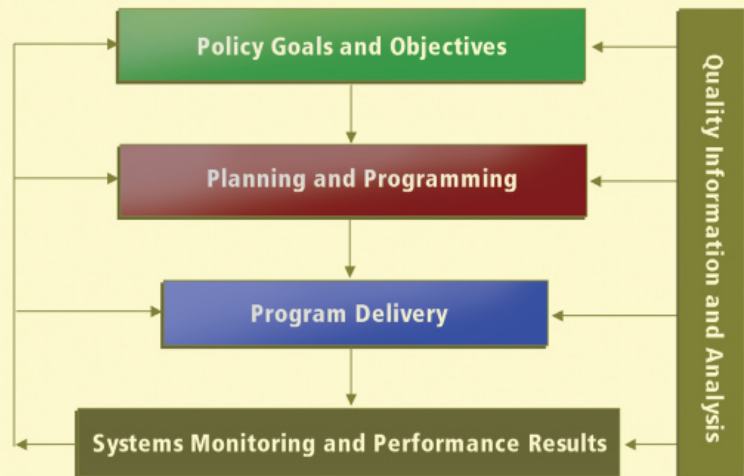 Policy Goals and Objectives
Planning and Programming
Program Delivery
Systems Monitoring and Performance Results
Quality Information and Analysis